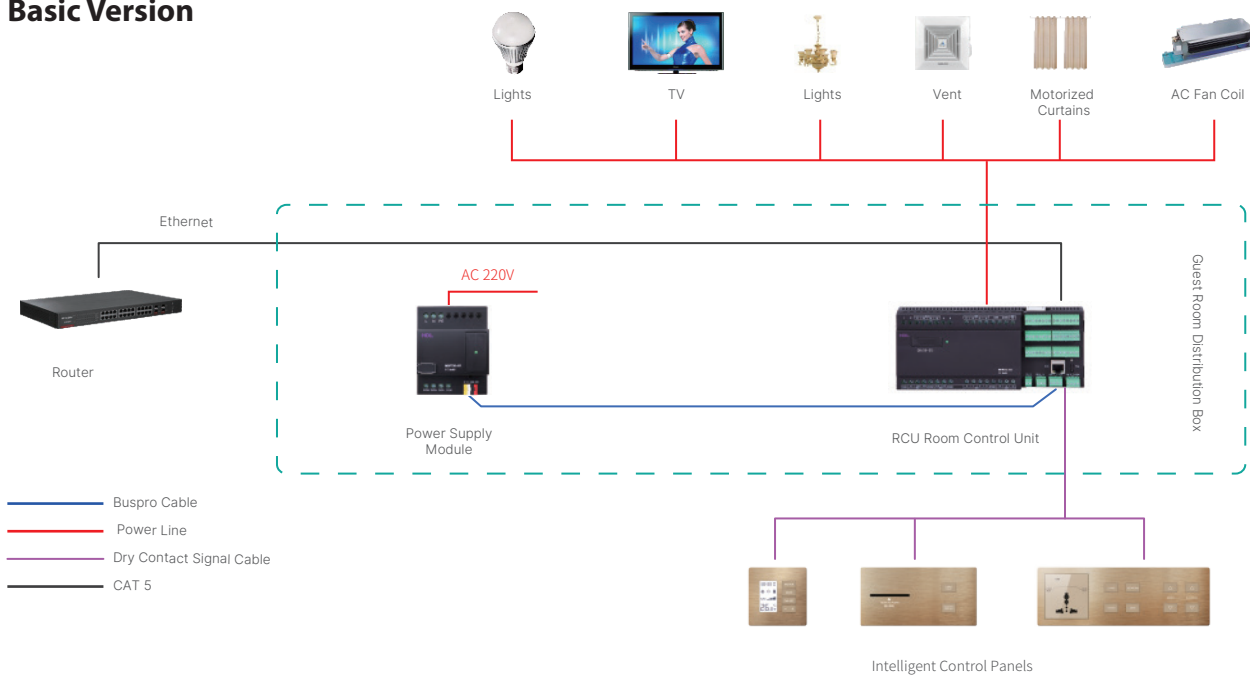 Basic Version
Lights
TV
Lights
Vent
Motorized
Curtains
AC Fan Coil
Ethernet
AC 220V
Guest Room Distribution Box
Router
Power Supply
Module
RCU Room Control Unit
Buspro Cable
Power Line
Dry Contact Signal Cable
CAT 5
Intelligent Control Panels